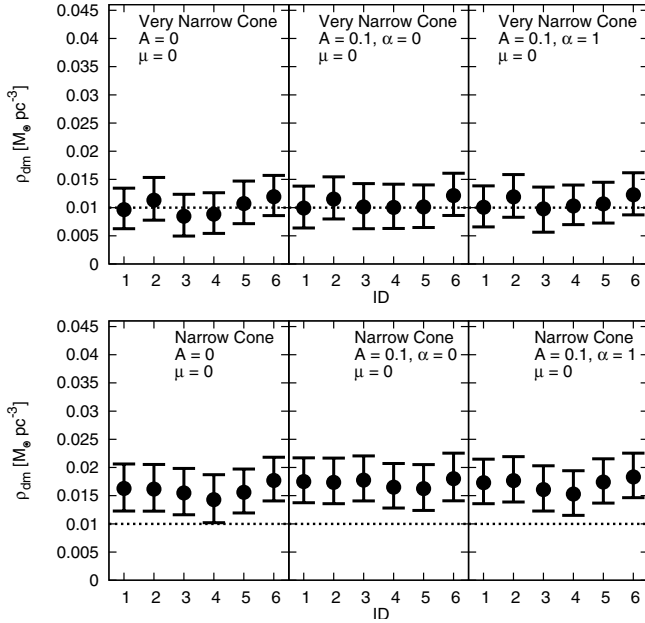 Very Narrow Cone
A = 0
μ = 0
Very Narrow Cone
A = 0.1, α = 0
μ = 0
Very Narrow Cone
A = 0.1, α = 1
μ = 0
ρdm [M⊙ pc-3]
0.045
0.04
0.035
0.03
0.025
0.02
0.015
0.01
0.005
0
1 2 3 4 5 6 1 2 3 4 5 6 1 2 3 4 5 6
ID
Narrow Cone
A = 0
μ = 0
Narrow Cone
A = 0.1, α = 0
μ = 0
Narrow Cone
A = 0.1, α = 1
μ = 0
ρdm [M⊙ pc-3]
0.045
0.04
0.035
0.03
0.025
0.02
0.015
0.01
0.005
0
1 2 3 4 5 6 1 2 3 4 5 6 1 2 3 4 5 6
ID